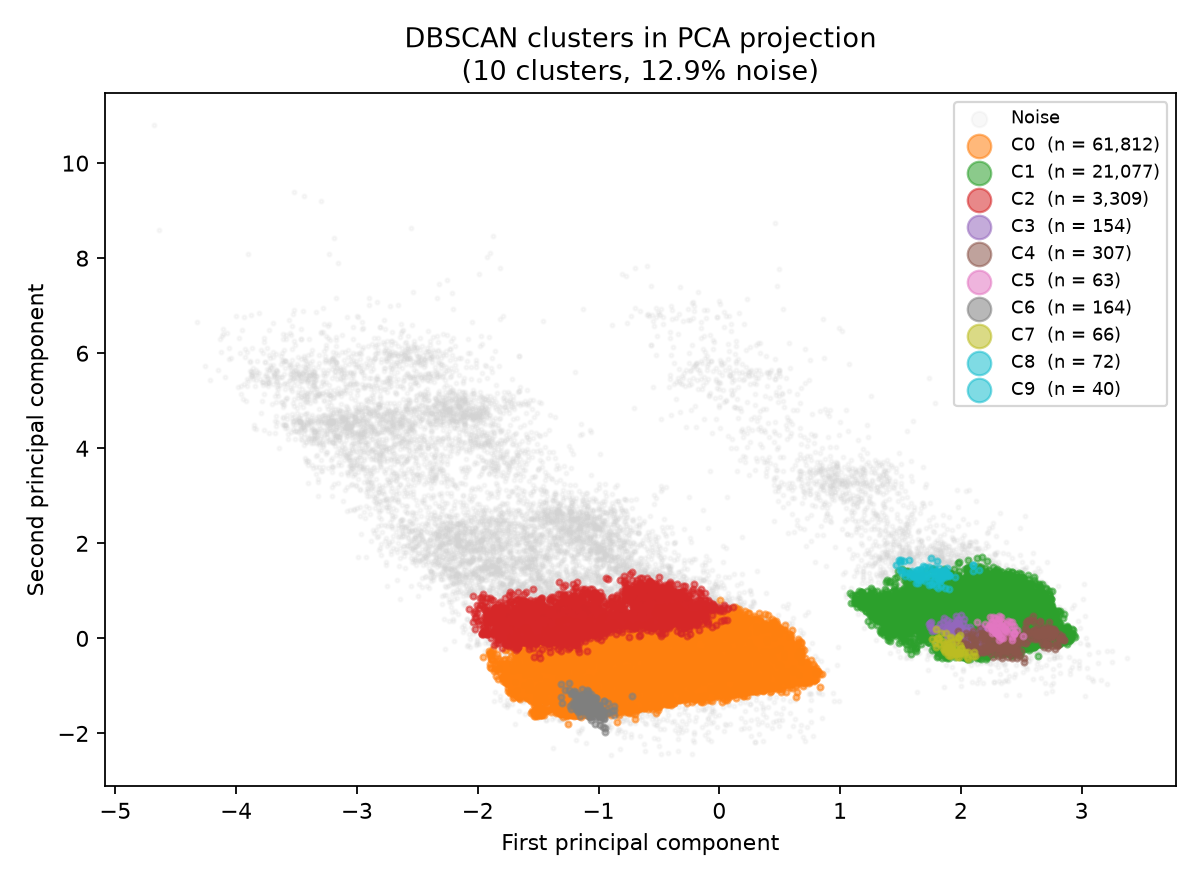 DBSCAN clusters in PCA projection
(10 clusters, 12.9% noise)
Noise
C0 (n = 61,812)
C1 (n = 21,077)
C2 (n = 3,309)
C3 (n = 154)
C4 (n = 307)
C5 (n = 63)
C6 (n = 164)
C7 (n = 66)
C8 (n = 72)
C9 (n = 40)
Second principal component
10
8
6
4
2
0
−2
−5 −4 −3 −2 −1 0 1 2 3
First principal component